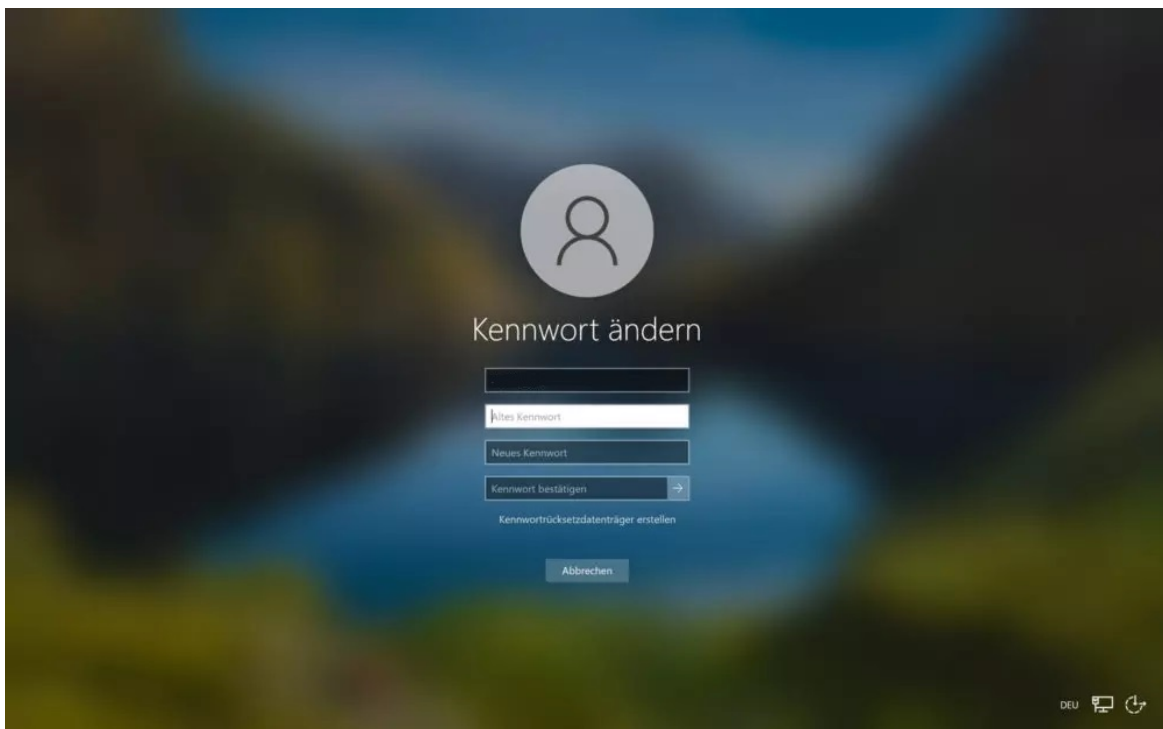 Kennwort ändern
Altes Kennwort
Neues Kennwort
Kennwort bestätigen
Kennwortrücksetzdatenträger erstellen
Abbrechen
DEU